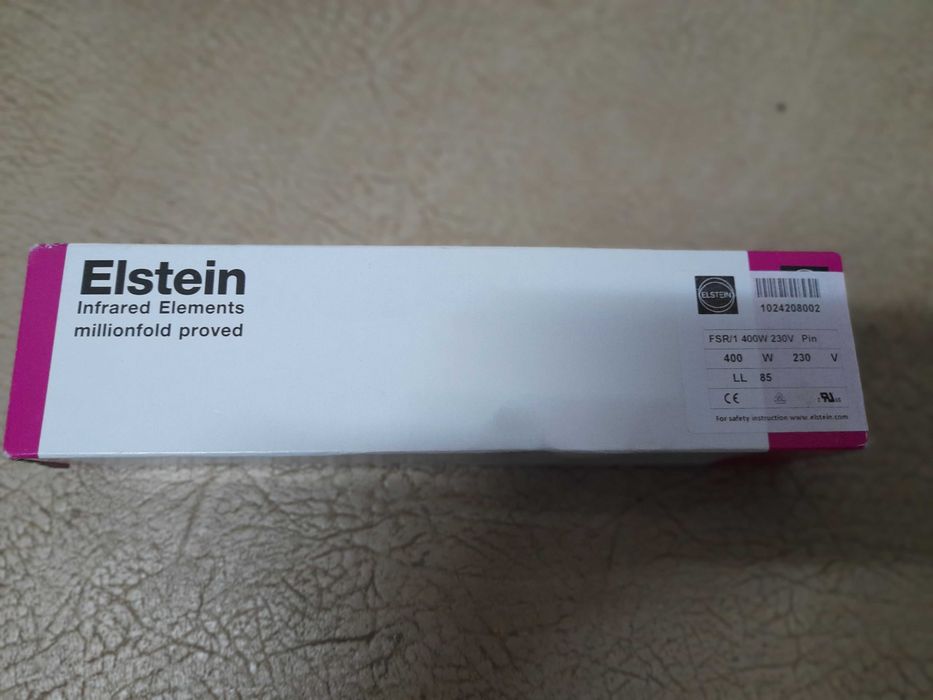 Elstein
Infrared Elements
millionfold proved
ELSTEIN
1024208002
FSR/1 400W 230V Pin
400 W 230 V
LL 85
CE
For safety instruction www.elstein.com